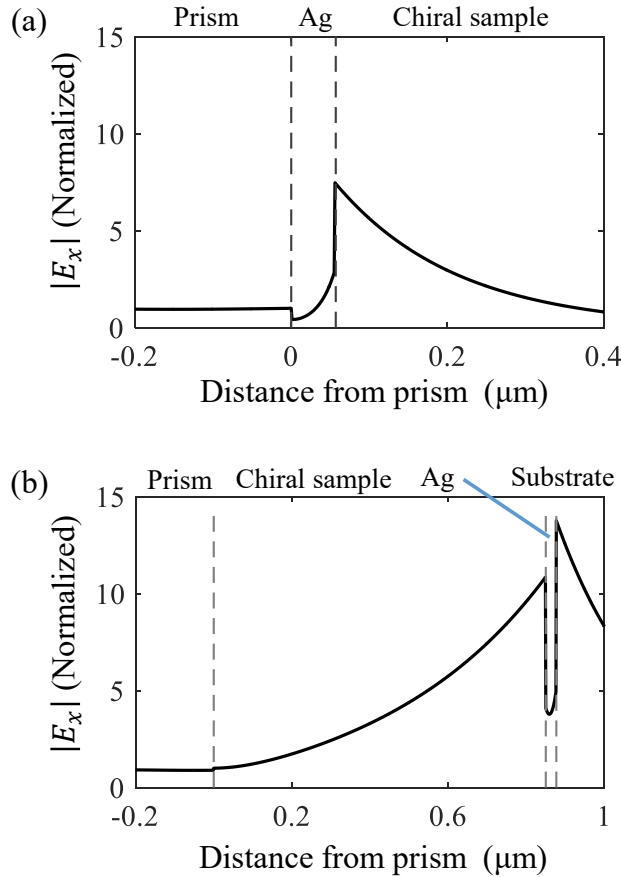 (a)
Prism Ag Chiral sample
15
10
5
0
|E_x| (Normalized)
-0.2 0 0.2 0.4
Distance from prism (μm)
(b)
Prism Chiral sample Ag Substrate
15
10
5
0
|E_x| (Normalized)
-0.2 0.2 0.6 1
Distance from prism (μm)